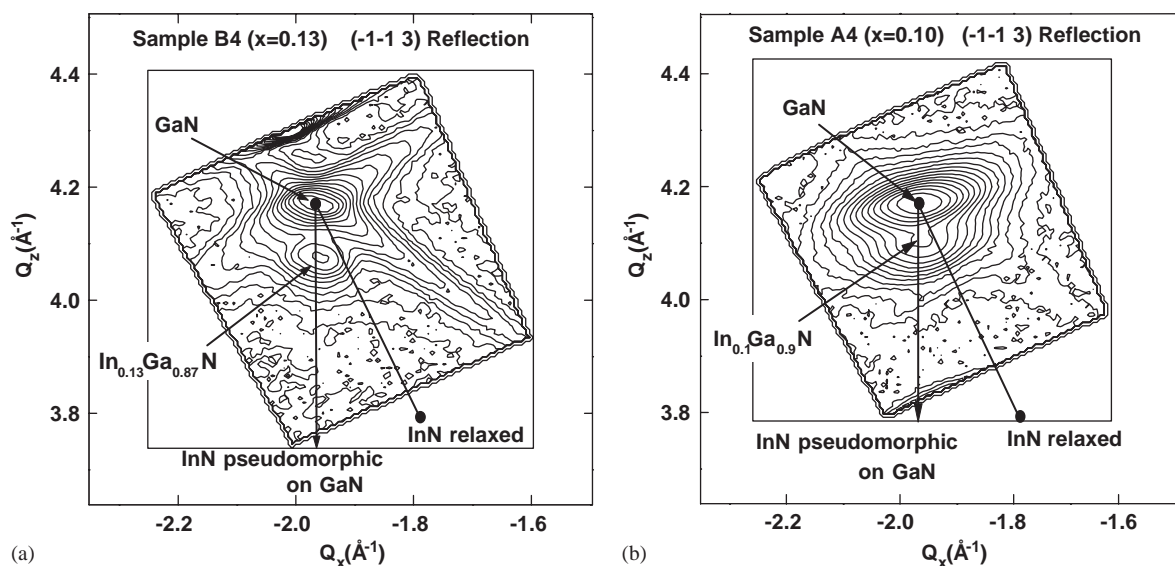 Sample B4 (x=0.13) (-1-1 3) Reflection
GaN
4.4
4.2
4.0
3.8
Qz(Å-1)
In0.13Ga0.87N
InN relaxed
InN pseudomorphic
on GaN
-2.2
-2.0
-1.8
-1.6
(a)
Qx(Å-1)
Sample A4 (x=0.10) (-1-1 3) Reflection
GaN
4.4
4.2
4.0
3.8
Qz(Å-1)
In0.1Ga0.9N
InN pseudomorphic
on GaN
InN relaxed
-2.2
-2.0
-1.8
-1.6
(b)
Qx(Å-1)